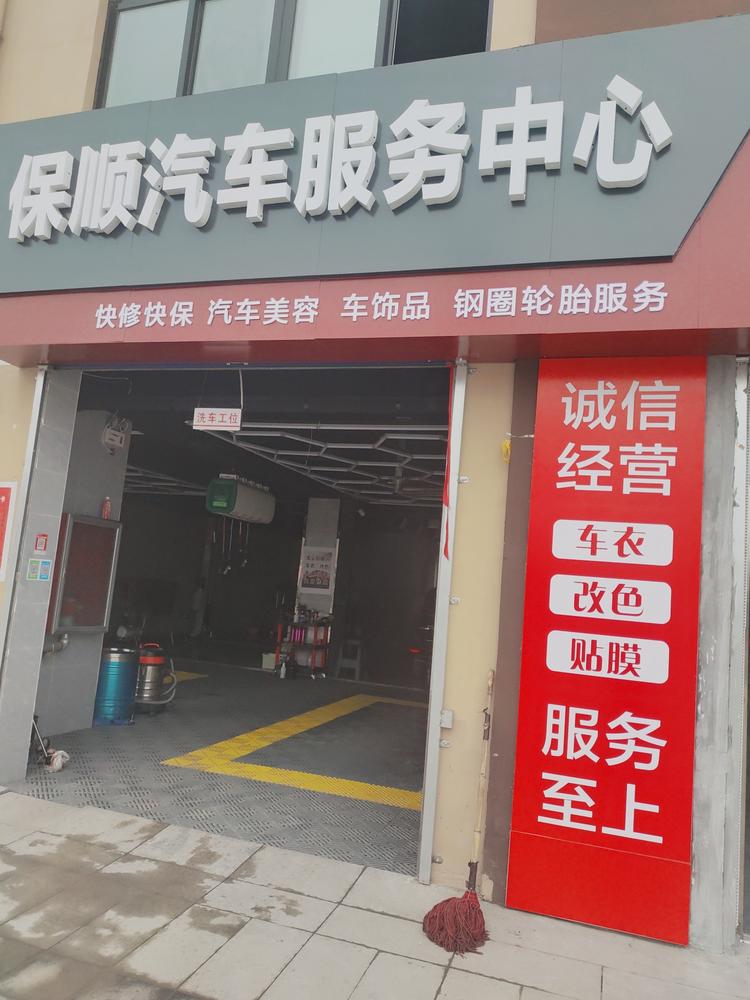 保顺汽车服务中心
快修快保 汽车美容 车饰品 钢圈轮胎服务
洗车工位
诚信
经营
车衣
改色
贴膜
服务
至上